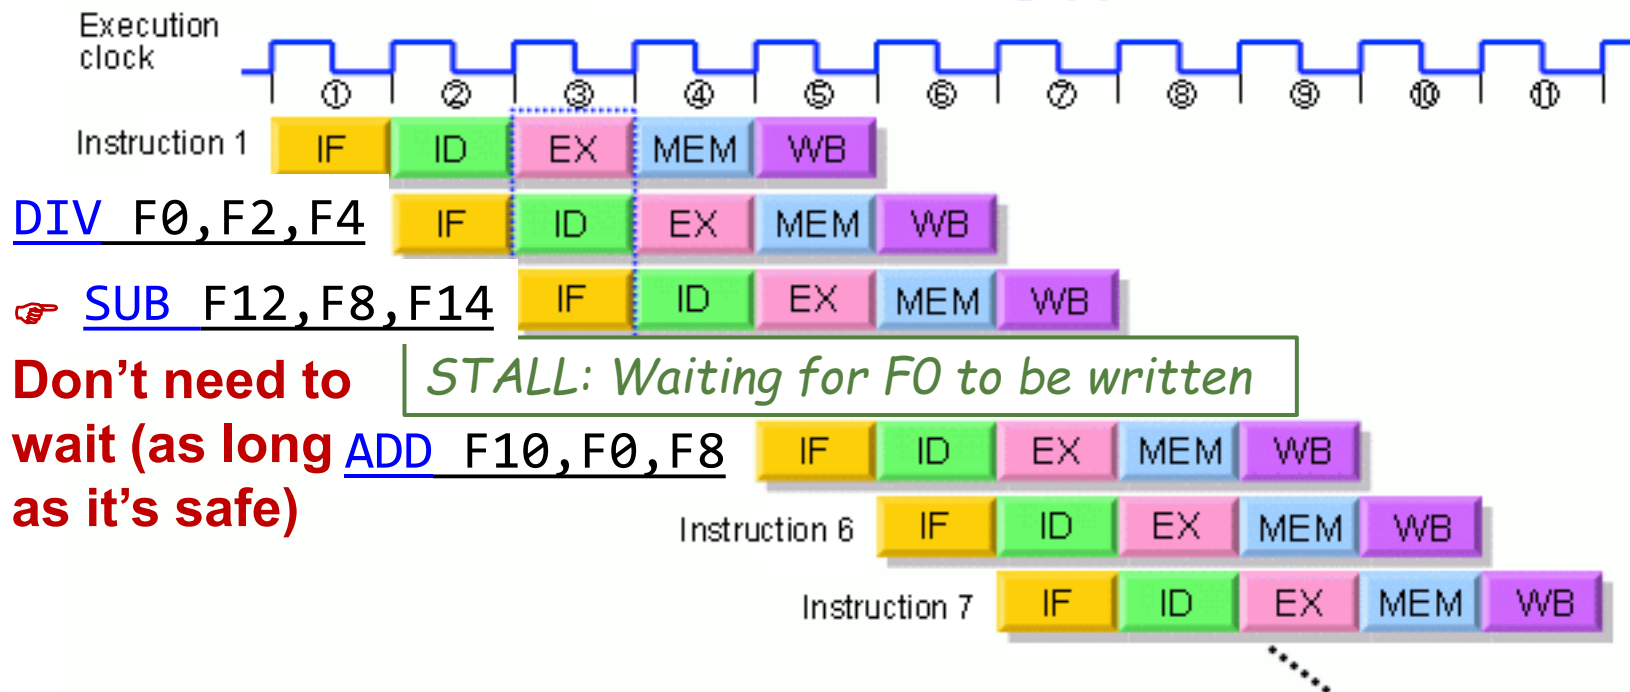 Execution
clock
① ② ③ ④ ⑤ ⑥ ⑦ ⑧ ⑨ ⑩ ⑪
Instruction 1 IF ID EX MEM WB
DIV F0,F2,F4 IF ID EX MEM WB
☞ SUB F12,F8,F14 IF ID EX MEM WB
Don’t need to
wait (as long
as it’s safe)
STALL: Waiting for F0 to be written
ADD F10,F0,F8 IF ID EX MEM WB
Instruction 6 IF ID EX MEM WB
Instruction 7 IF ID EX MEM WB